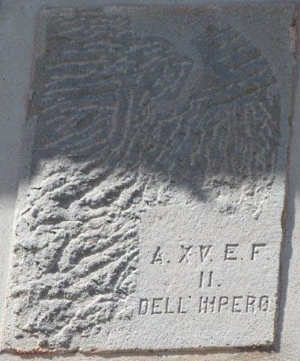 A. XV. E. F.
II.
DELL'IMPERO